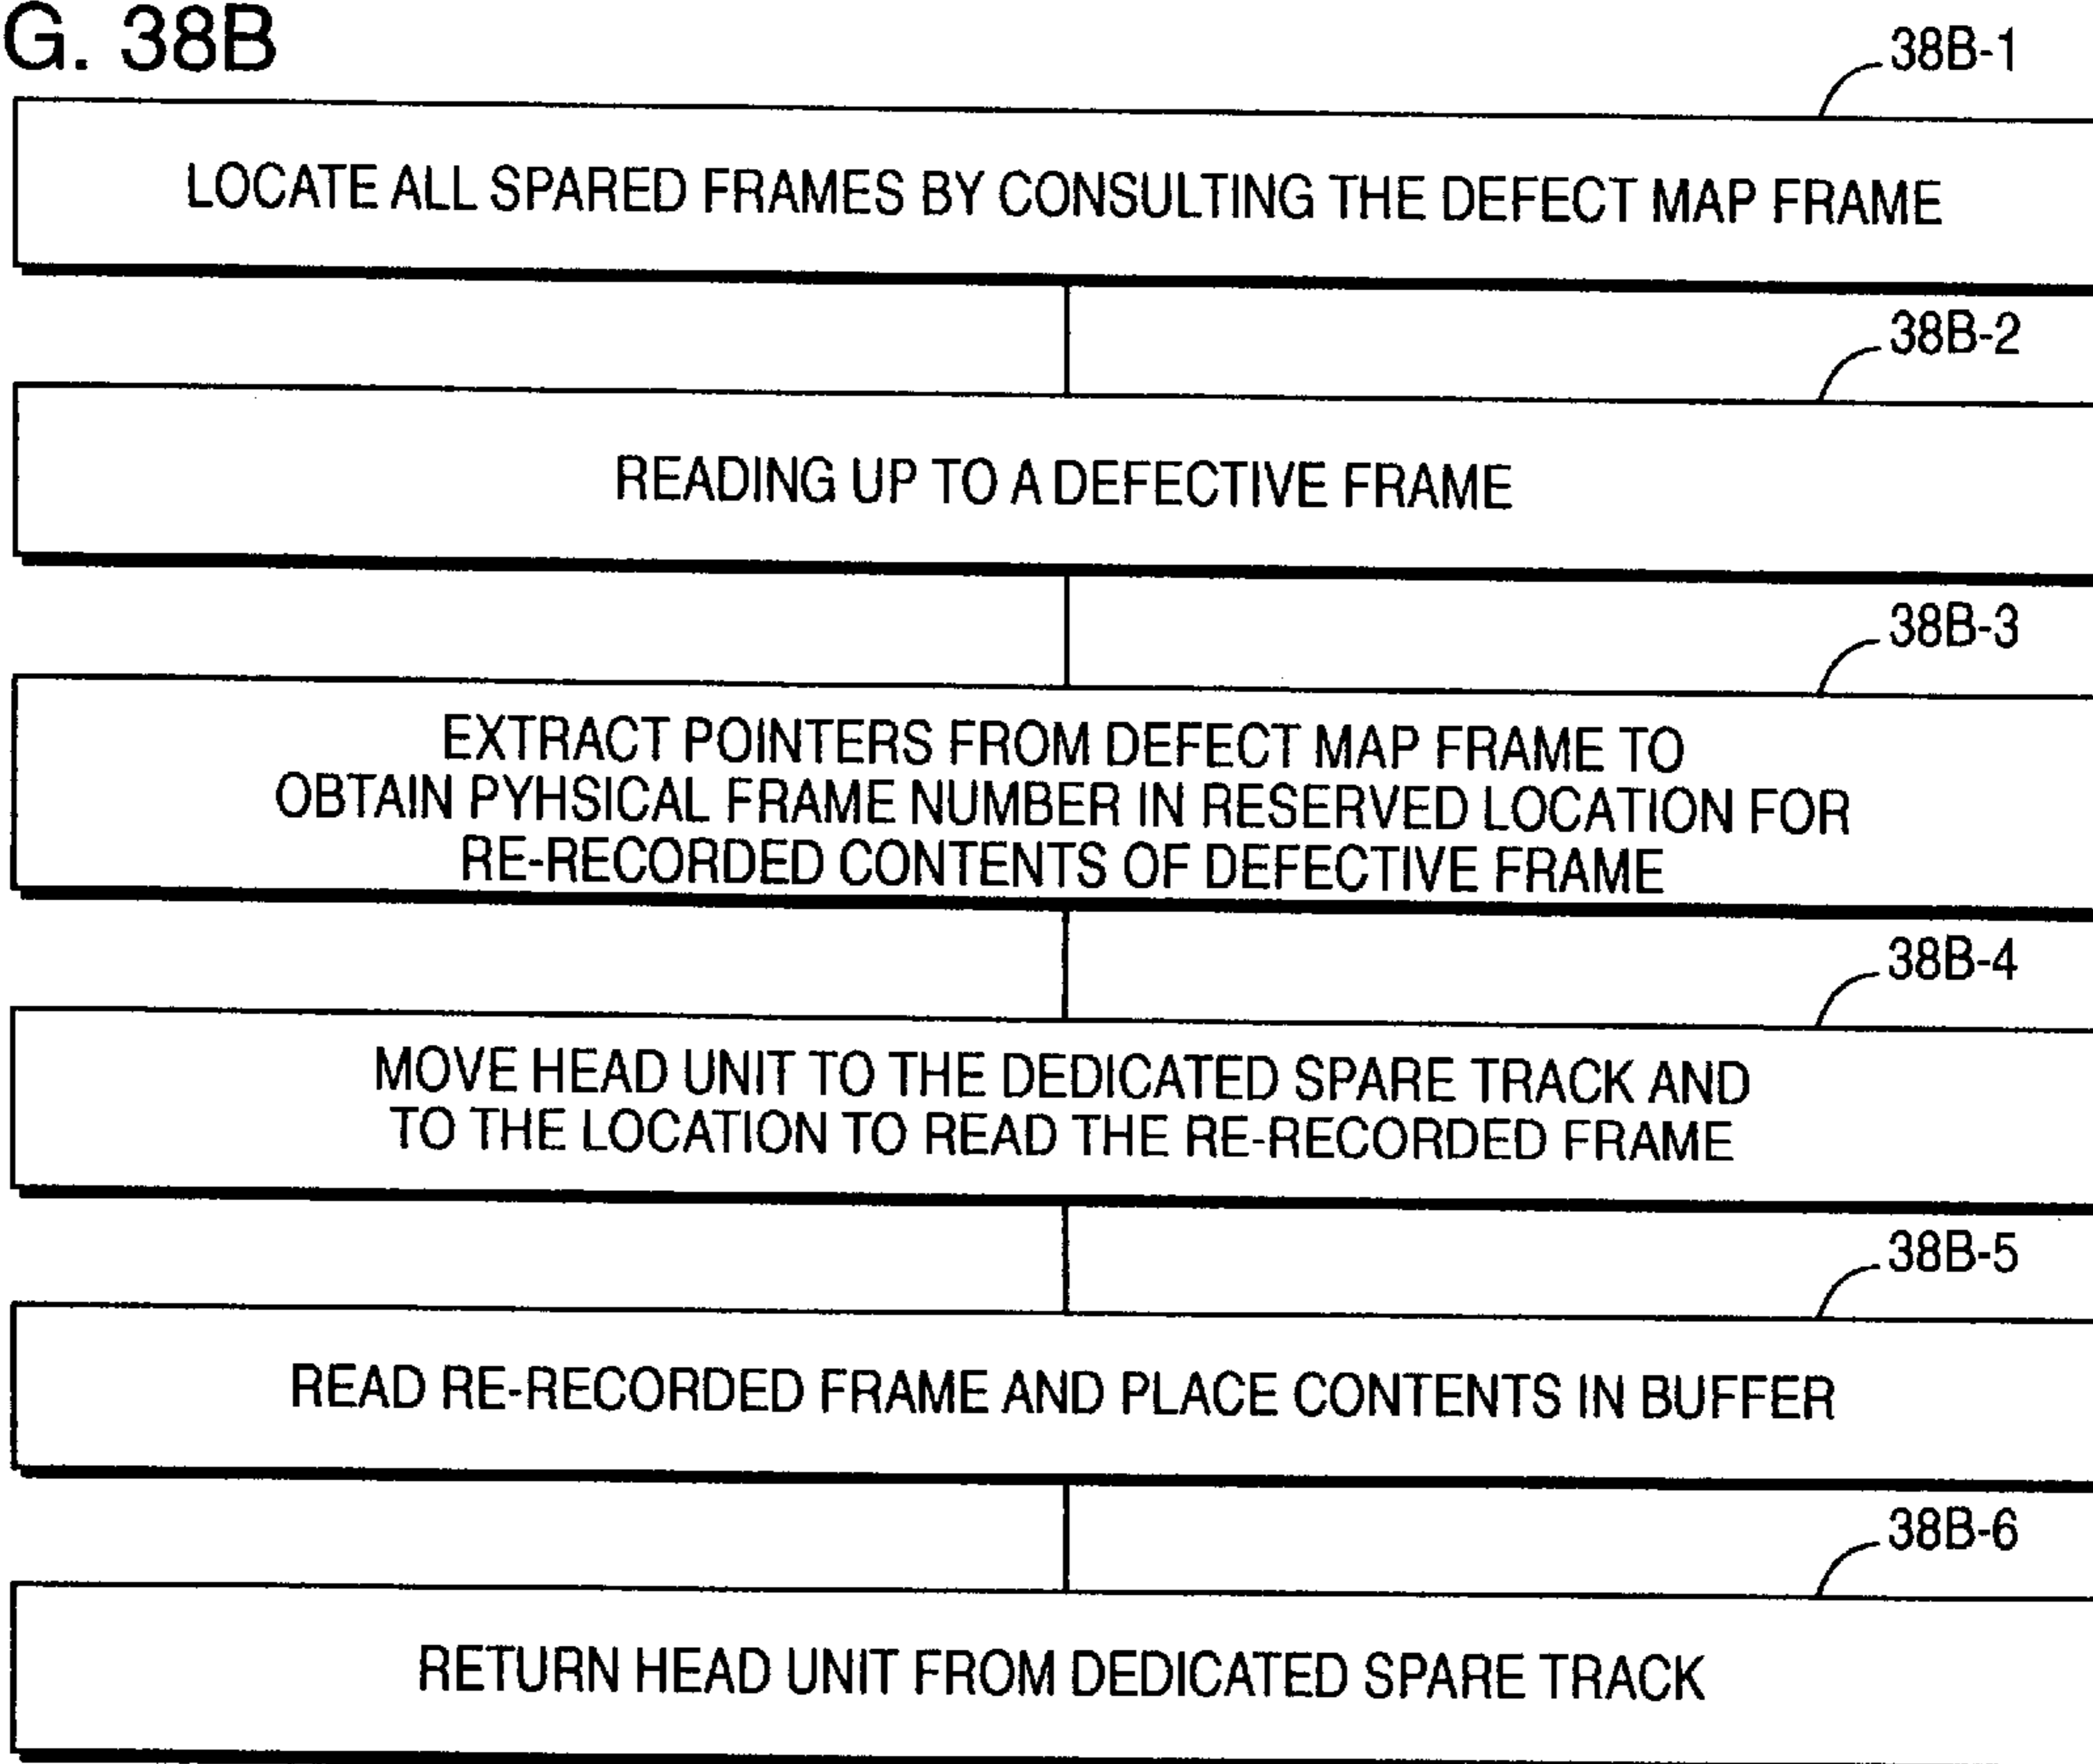 G. 38B
38B-1
LOCATE ALL SPARED FRAMES BY CONSULTING THE DEFECT MAP FRAME
38B-2
READING UP TO A DEFECTIVE FRAME
38B-3
EXTRACT POINTERS FROM DEFECT MAP FRAME TO
OBTAIN PYHSICAL FRAME NUMBER IN RESERVED LOCATION FOR
RE-RECORDED CONTENTS OF DEFECTIVE FRAME
38B-4
MOVE HEAD UNIT TO THE DEDICATED SPARE TRACK AND
TO THE LOCATION TO READ THE RE-RECORDED FRAME
38B-5
READ RE-RECORDED FRAME AND PLACE CONTENTS IN BUFFER
38B-6
RETURN HEAD UNIT FROM DEDICATED SPARE TRACK